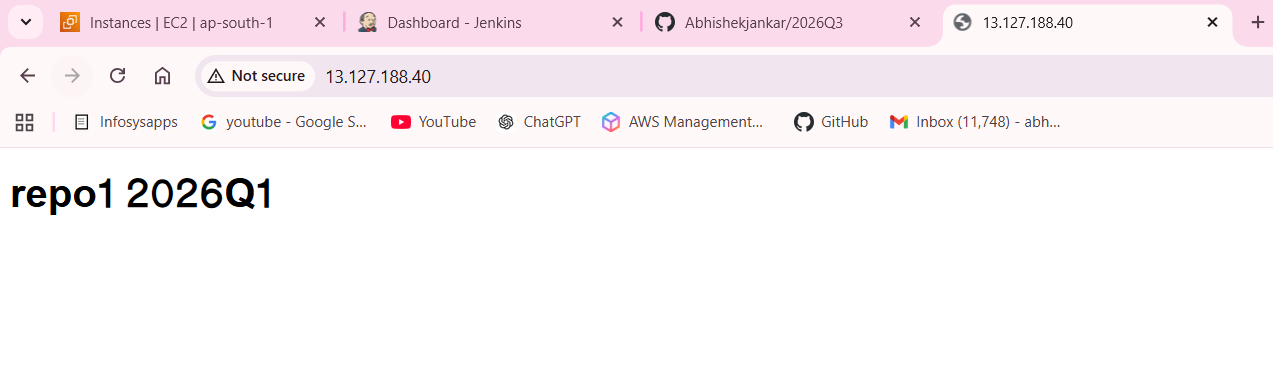 Instances | EC2 | ap-south-1 Dashboard - Jenkins Abhishekjankar/2026Q3 13.127.188.40
Not secure 13.127.188.40
Infosysapps youtube - Google S... YouTube ChatGPT AWS Management... GitHub Inbox (11,748) - abh...
repo1 2026Q1